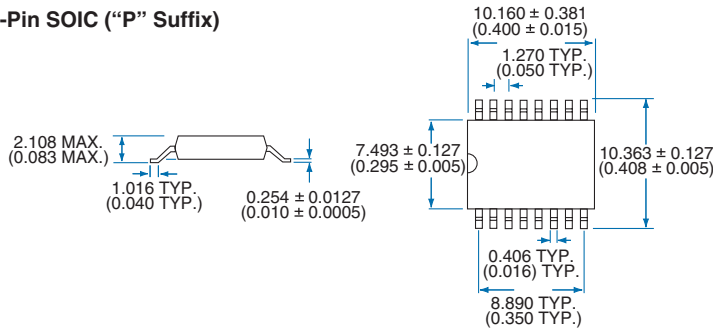 -Pin SOIC (“P” Suffix)
10.160 ± 0.381
(0.400 ± 0.015)
1.270 TYP.
(0.050 TYP.)
2.108 MAX.
(0.083 MAX.)
1.016 TYP.
(0.040 TYP.)
0.254 ± 0.0127
(0.010 ± 0.0005)
7.493 ± 0.127
(0.295 ± 0.005)
10.363 ± 0.127
(0.408 ± 0.005)
0.406 TYP.
(0.016) TYP.
8.890 TYP.
(0.350 TYP.)